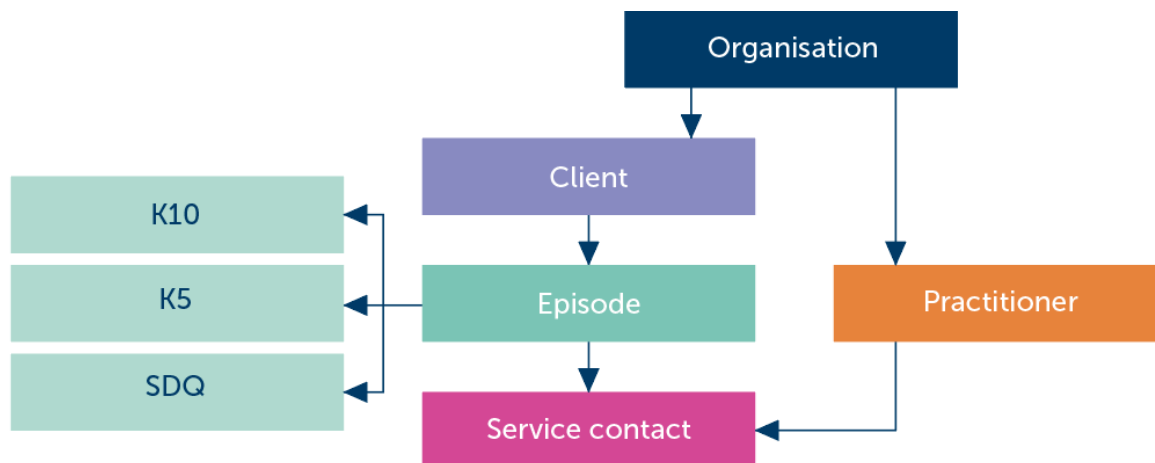 Organisation
Client
K10
K5
Episode
Practitioner
SDQ
Service contact